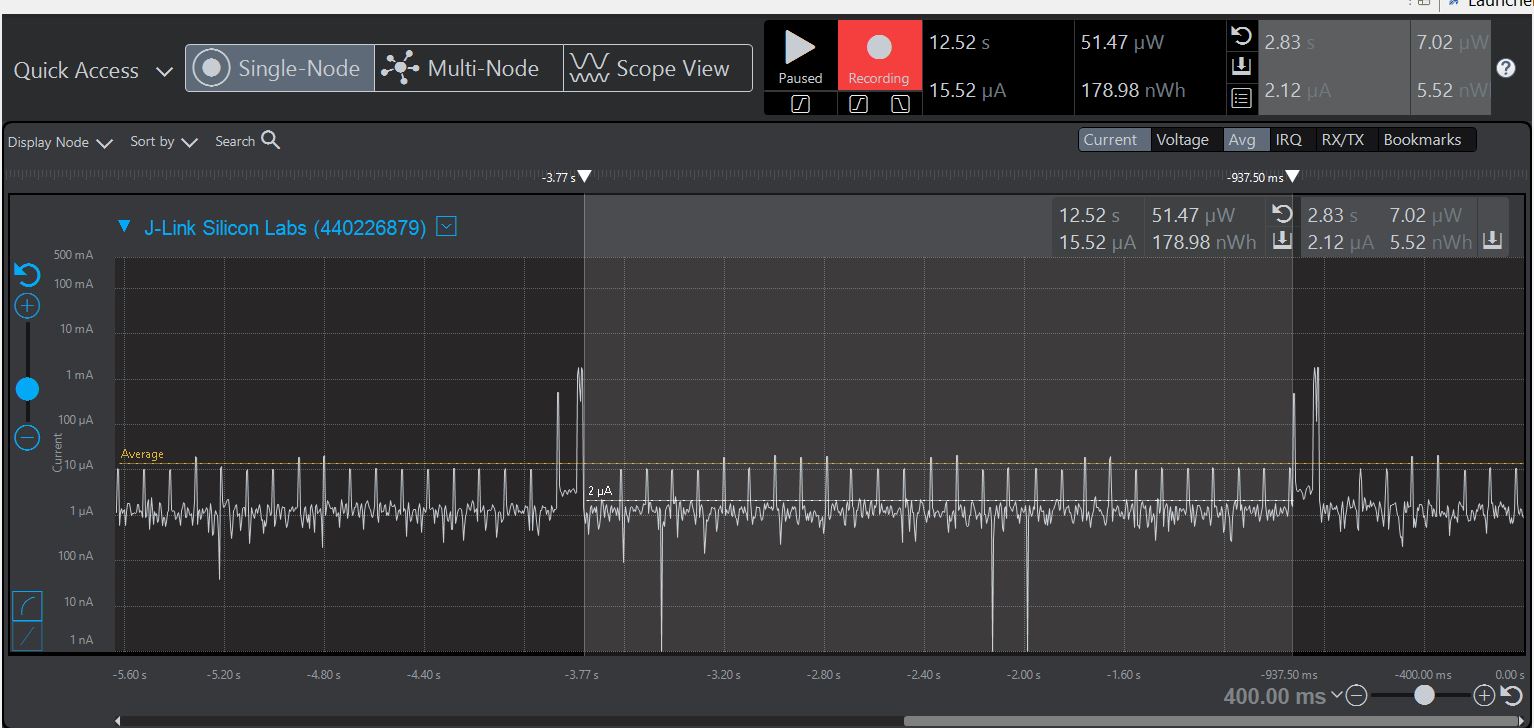 Launcher
Quick Access
Single-Node
Multi-Node
Scope View
Paused
Recording
12.52 s
51.47 µW
15.52 µA
178.98 nWh
2.83 s
7.02 µW
2.12 µA
5.52 nW
?
Display Node
Sort by
Search
Current
Voltage
Avg
IRQ
RX/TX
Bookmarks
-3.77 s
-937.50 ms
J-Link Silicon Labs (440226879)
12.52 s
51.47 µW
2.83 s
7.02 µW
15.52 µA
178.98 nWh
2.12 µA
5.52 nWh
500 mA
100 mA
10 mA
1 mA
100 µA
10 µA
1 µA
100 nA
10 nA
1 nA
Current
Average
2 µA
-5.60 s
-5.20 s
-4.80 s
-4.40 s
-3.77 s
-3.20 s
-2.80 s
-2.40 s
-2.00 s
-1.60 s
-937.50 ms
-400.00 ms
0.00 s
400.00 ms